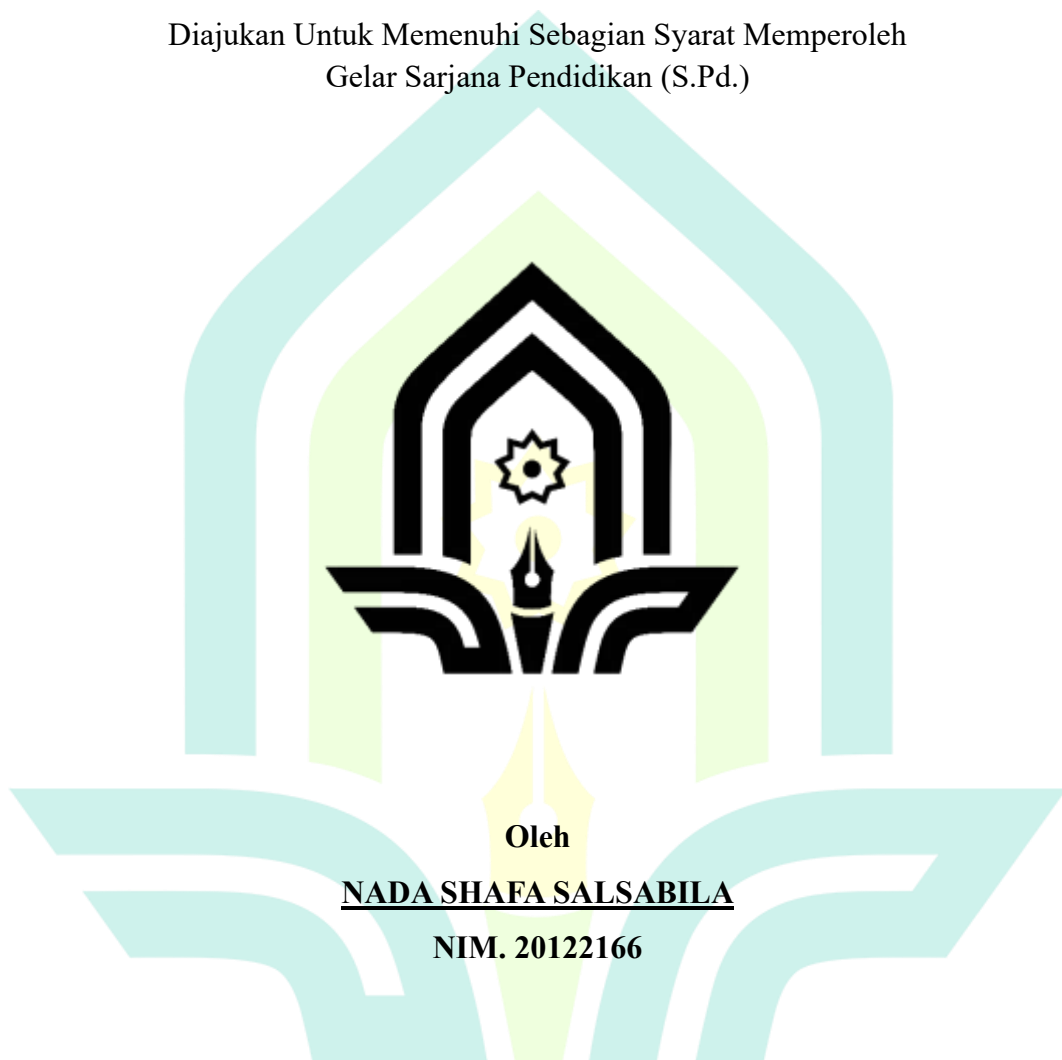 Diajukan Untuk Memenuhi Sebagian Syarat Memperoleh
Gelar Sarjana Pendidikan (S.Pd.)
Oleh
NADA SHAFA SALSABILA
NIM. 20122166